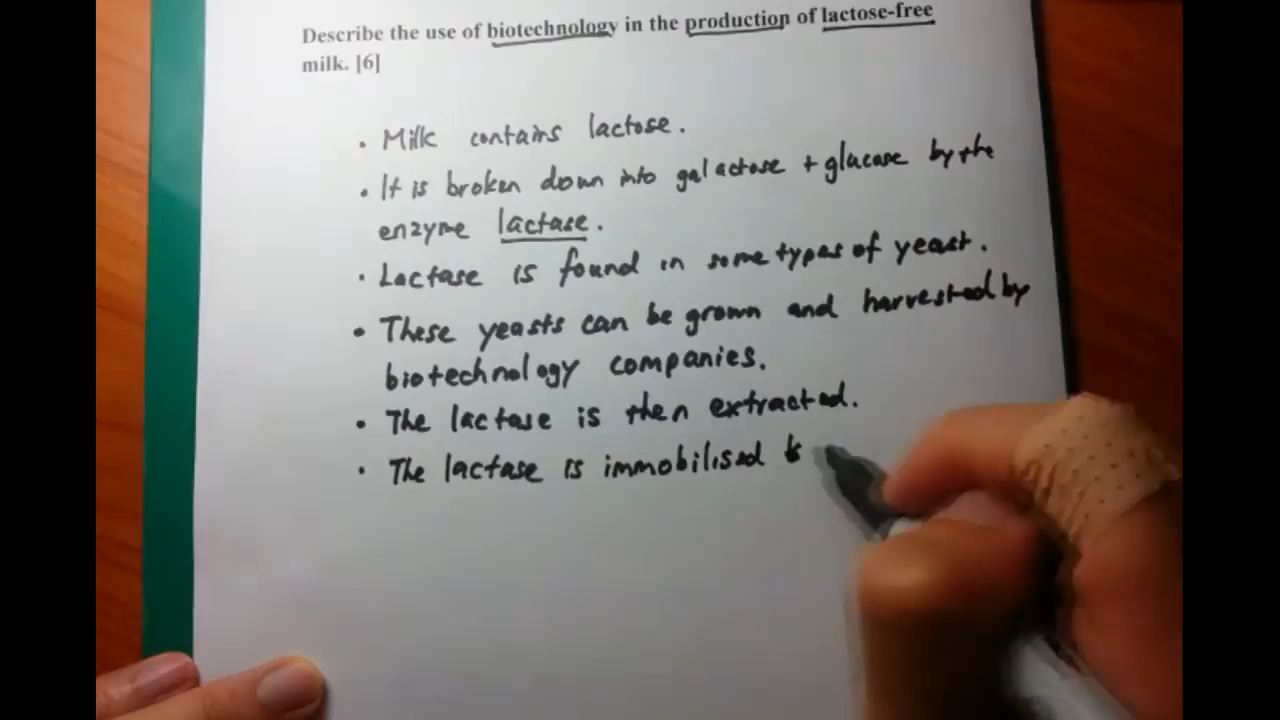 Describe the use of biotechnology in the production of lactose-free
milk. [6]
• Milk contains lactose.
• It is broken down into galactose + glucose by the
enzyme lactase.
• Lactase is found in some types of yeast.
• These yeasts can be grown and harvested by
biotechnology companies.
• The lactase is then extracted.
• The lactase is immobilised